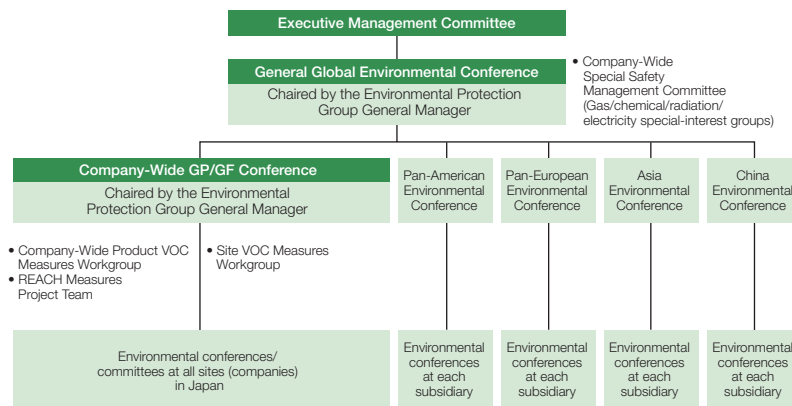 Executive Management Committee
General Global Environmental Conference
Chaired by the Environmental Protection
Group General Manager
• Company-Wide
Special Safety
Management Committee
(Gas/chemical/radiation/
electricity special-interest groups)
Company-Wide GP/GF Conference
Chaired by the Environmental
Protection Group General Manager
Pan-American
Environmental
Conference
Pan-European
Environmental
Conference
Asia
Environmental
Conference
China
Environmental
Conference
• Company-Wide Product VOC
Measures Workgroup
• REACH Measures
Project Team
• Site VOC Measures
Workgroup
Environmental conferences/
committees at all sites (companies)
in Japan
Environmental
conferences
at each
subsidiary
Environmental
conferences
at each
subsidiary
Environmental
conferences
at each
subsidiary
Environmental
conferences
at each
subsidiary